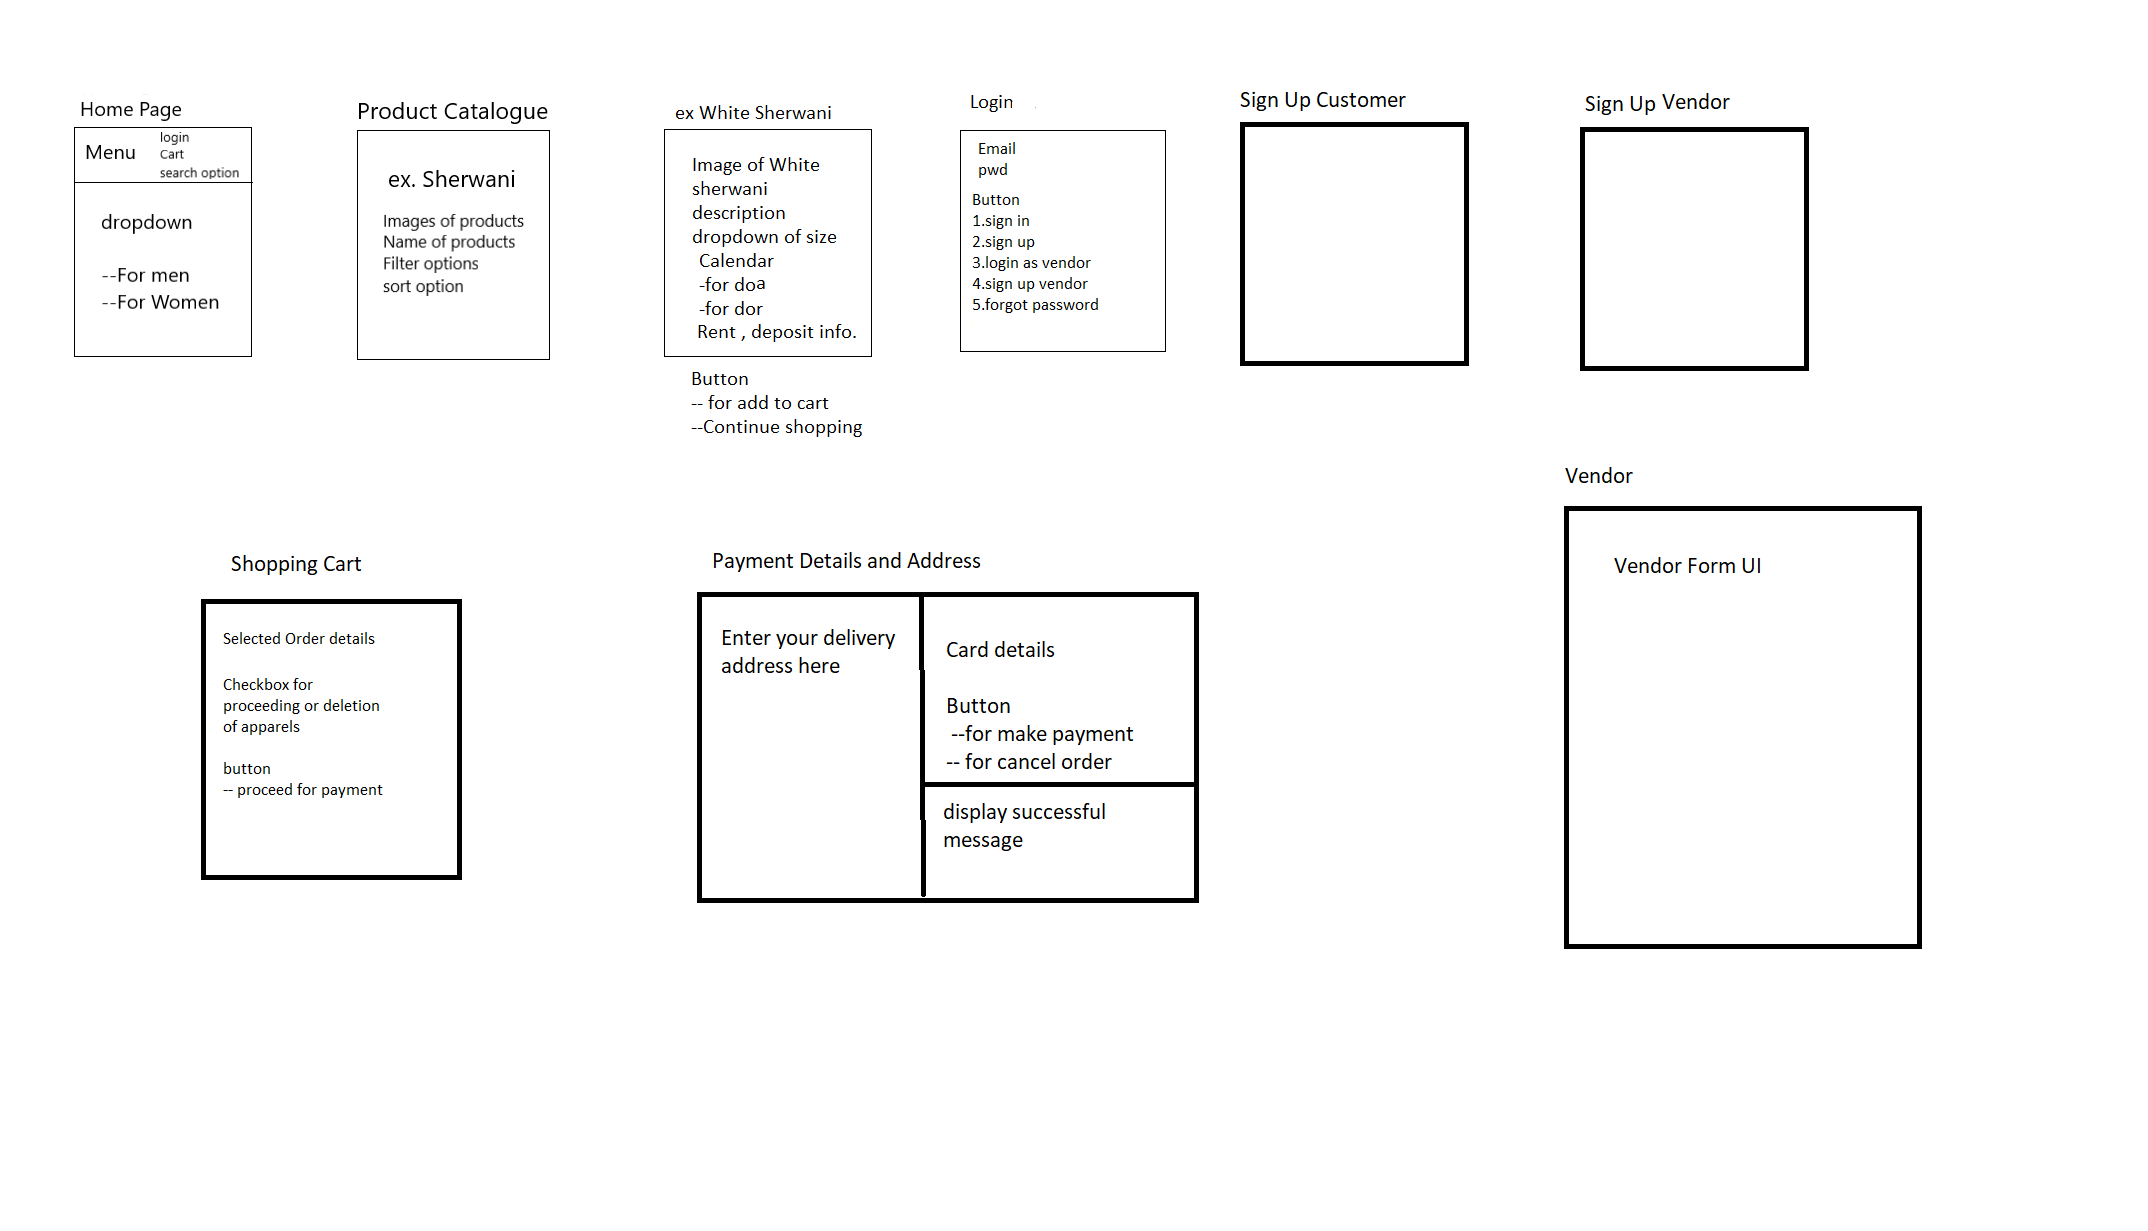 Home Page
Menu
login
Cart
search option
dropdown
--For men
--For Women
Product Catalogue
ex. Sherwani
Images of products
Name of products
Filter options
sort option
ex White Sherwani
Image of White
sherwani
description
dropdown of size
Calendar
-for doa
-for dor
Rent , deposit info.
Button
-- for add to cart
--Continue shopping
Login
Email
pwd
Button
1.sign in
2.sign up
3.login as vendor
4.sign up vendor
5.forgot password
Sign Up Customer
Sign Up Vendor
Shopping Cart
Selected Order details
Checkbox for
proceeding or deletion
of apparels
button
-- proceed for payment
Payment Details and Address
Enter your delivery
address here
Card details
Button
--for make payment
-- for cancel order
display successful
message
Vendor
Vendor Form UI